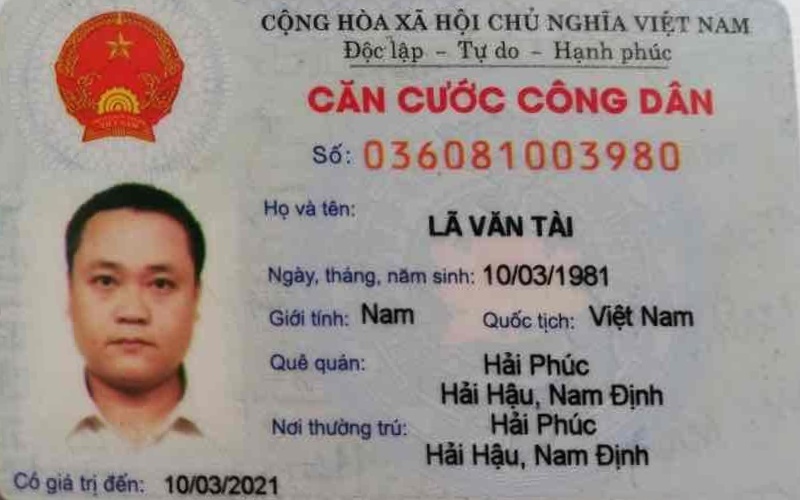 CỘNG HÒA XÃ HỘI CHỦ NGHĨA VIỆT NAM
Độc lập - Tự do - Hạnh phúc
CĂN CƯỚC CÔNG DÂN
Số: 036081003980
Họ và tên:
LÃ VĂN TÀI
Ngày, tháng, năm sinh: 10/03/1981
Giới tính: Nam Quốc tịch: Việt Nam
Quê quán: Hải Phúc
Hải Hậu, Nam Định
Nơi thường trú: Hải Phúc
Hải Hậu, Nam Định
Có giá trị đến: 10/03/2021